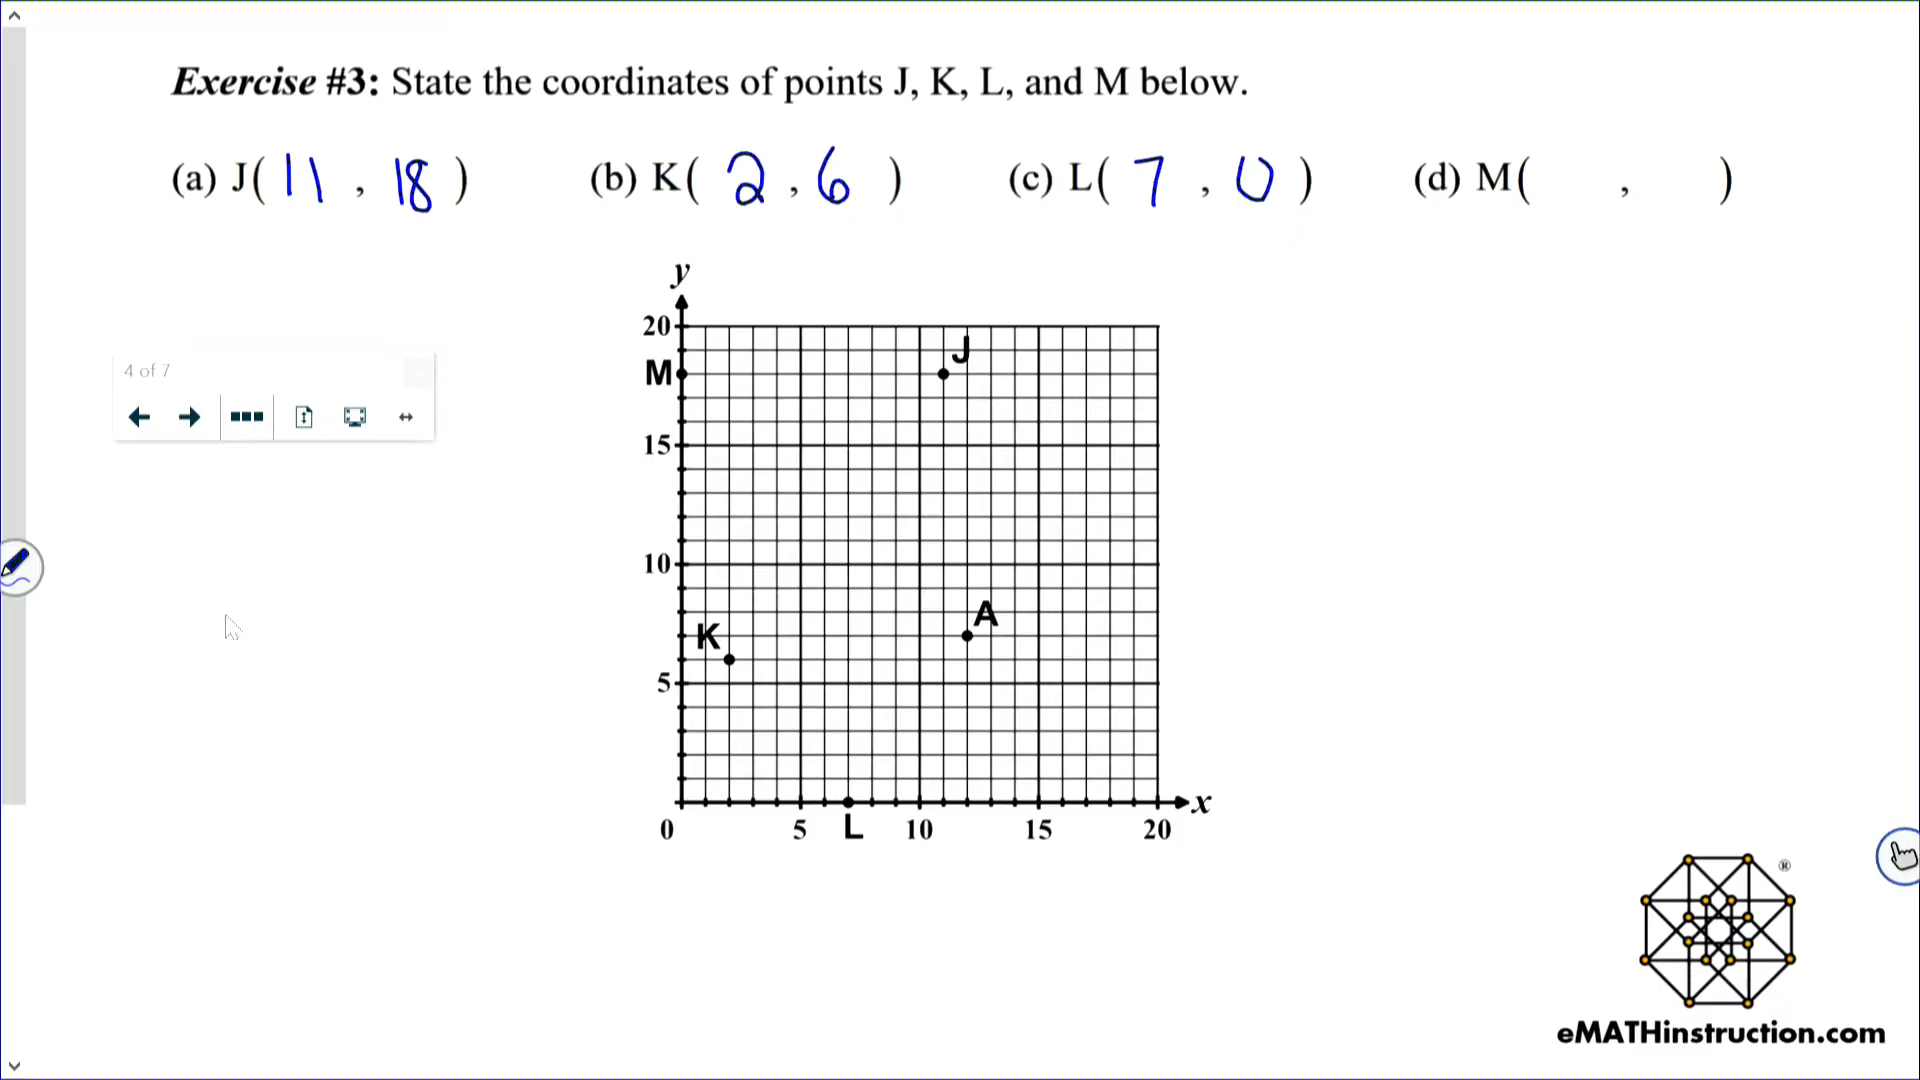 Exercise #3: State the coordinates of points J, K, L, and M below.
(a) J( 11 , 18 ) (b) K( 2 , 6 ) (c) L( 7 , 0 ) (d) M( , )
y
20
J
M
4 of 7
15
10
A
K
5
x
0 5 L 10 15 20
®
eMATHinstruction.com